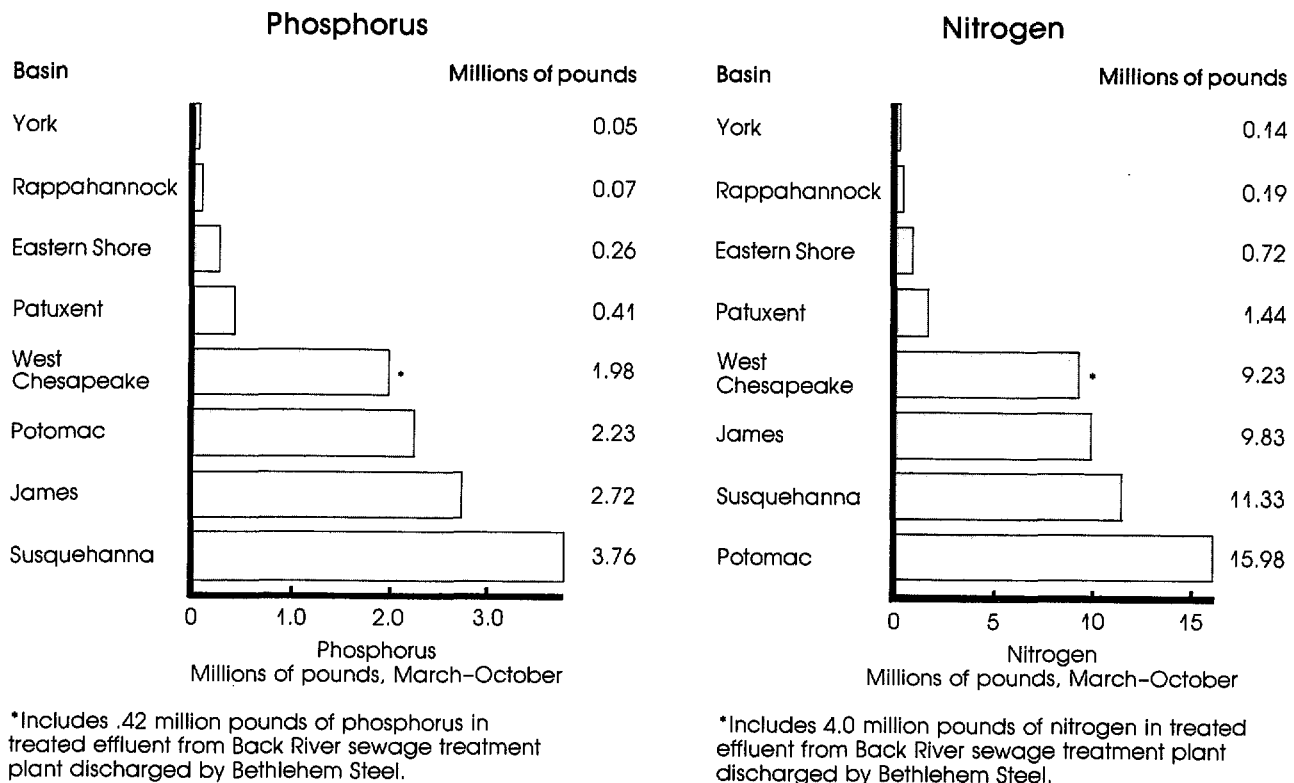 Phosphorus
Basin Millions of pounds
York 0.05
Rappahannock 0.07
Eastern Shore 0.26
Patuxent 0.41
West
Chesapeake * 1.98
Potomac 2.23
James 2.72
Susquehanna 3.76
0 1.0 2.0 3.0
Phosphorus
Millions of pounds, March–October
*Includes .42 million pounds of phosphorus in
treated effluent from Back River sewage treatment
plant discharged by Bethlehem Steel.
Nitrogen
Basin Millions of pounds
York 0.14
Rappahannock 0.19
Eastern Shore 0.72
Patuxent 1.44
West
Chesapeake * 9.23
James 9.83
Susquehanna 11.33
Potomac 15.98
0 5 10 15
Nitrogen
Millions of pounds, March–October
*Includes 4.0 million pounds of nitrogen in treated
effluent from Back River sewage treatment plant
discharged by Bethlehem Steel.